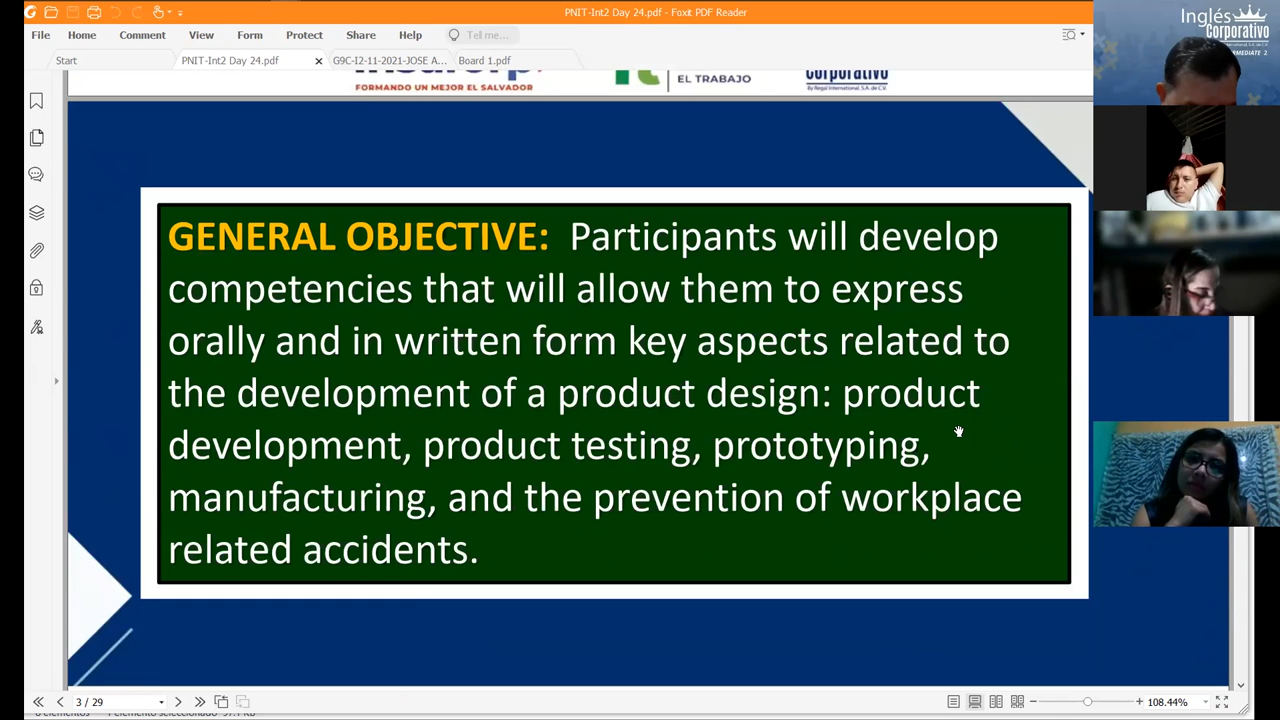 PNIT-Int2 Day 24.pdf - Foxit PDF Reader
File Home Comment View Form Protect Share Help Tell me...
Start PNIT-Int2 Day 24.pdf G9C-I2-11-2021-JOSE A... Board 1.pdf
FORMANDO UN MEJOR EL SALVADOR
EL TRABAJO
Corporativo
By Regal International, S.A. de C.V.
GENERAL OBJECTIVE: Participants will develop
competencies that will allow them to express
orally and in written form key aspects related to
the development of a product design: product
development, product testing, prototyping,
manufacturing, and the prevention of workplace
related accidents.
3 / 29
108.44%
Inglés
Corporativo